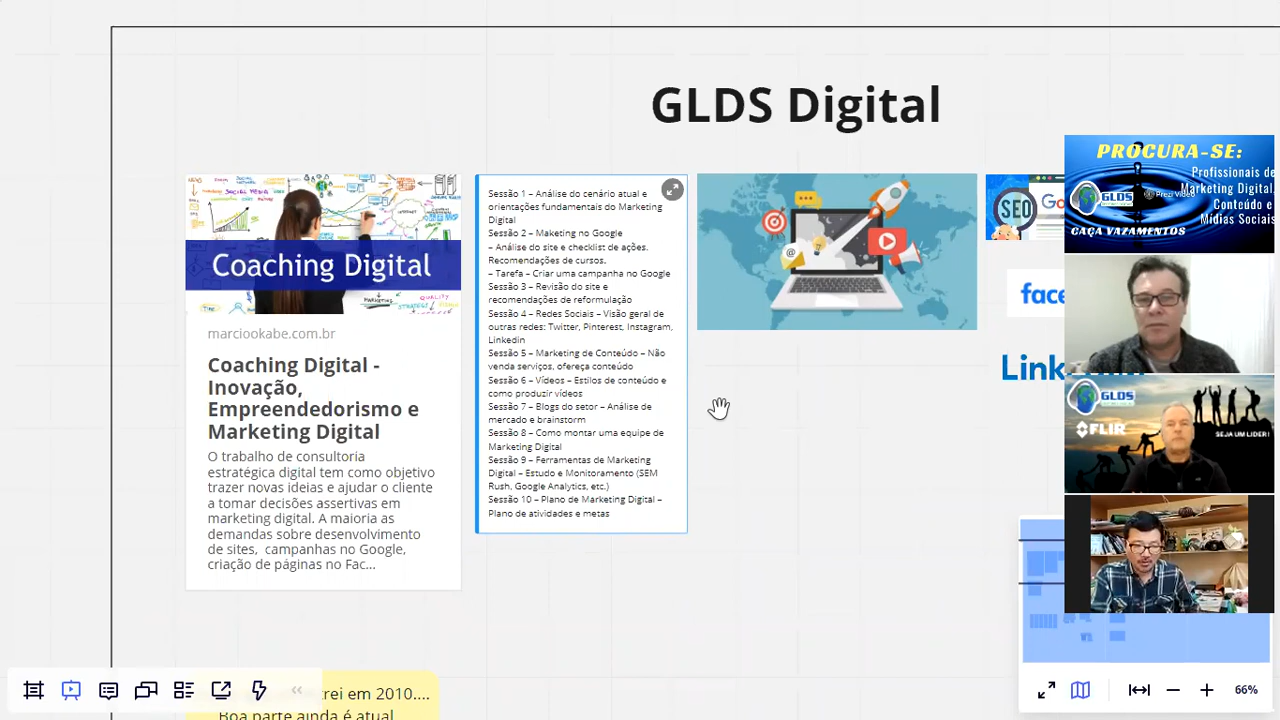 GLDS Digital
Coaching Digital
marciookabe.com.br
Coaching Digital -
Inovação,
Empreendedorismo e
Marketing Digital
O trabalho de consultoria
estratégica digital tem como objetivo
trazer novas ideias e ajudar o cliente
a tomar decisões assertivas em
marketing digital. A maioria as
demandas sobre desenvolvimento
de sites, campanhas no Google,
criação de páginas no Fac...
Sessão 1 – Análise do cenário atual e
orientações fundamentais do Marketing
Digital
Sessão 2 – Maketing no Google
– Análise do site e checklist de ações.
Recomendações de cursos.
– Tarefa – Criar uma campanha no Google
Sessão 3 – Revisão do site e
recomendações de reformulação
Sessão 4 – Redes Sociais – Visão geral de
outras redes: Twitter, Pinterest, Instagram,
Linkedin
Sessão 5 – Marketing de Conteúdo – Não
venda serviços, ofereça conteúdo
Sessão 6 – Vídeos – Estilos de conteúdo e
como produzir vídeos
Sessão 7 – Blogs do setor – Análise de
mercado e brainstorm
Sessão 8 – Como montar uma equipe de
Marketing Digital
Sessão 9 – Ferramentas de Marketing
Digital – Estudo e Monitoramento (SEM
Rush, Google Analytics, etc.)
Sessão 10 – Plano de Marketing Digital –
Plano de atividades e metas
SEO
Go
face
Link
PROCURA-SE:
Profissionais de
Marketing Digital,
Conteúdo e
Mídias Sociais
GLDS
Prezi Video
CAÇA VAZAMENTOS
GLDS
FLIR
SEJA UM LIDER!
rei em 2010....
Boa parte ainda é atual
66%